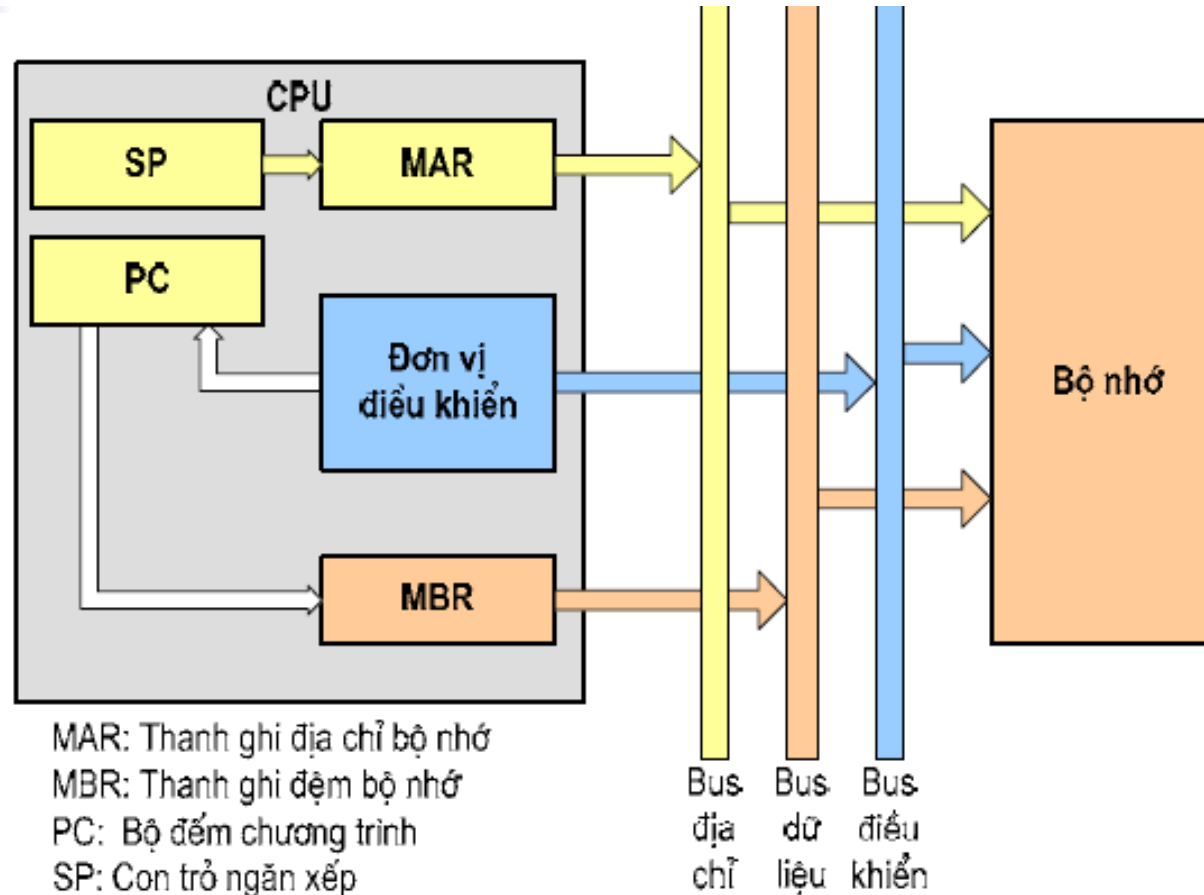 CPU
SP
MAR
PC
Đơn vị
điều khiển
Bộ nhớ
MBR
MAR: Thanh ghi địa chỉ bộ nhớ
MBR: Thanh ghi đệm bộ nhớ
PC: Bộ đếm chương trình
SP: Con trỏ ngăn xếp
Bus
địa
chỉ
Bus
dữ
liệu
Bus
điều
khiển